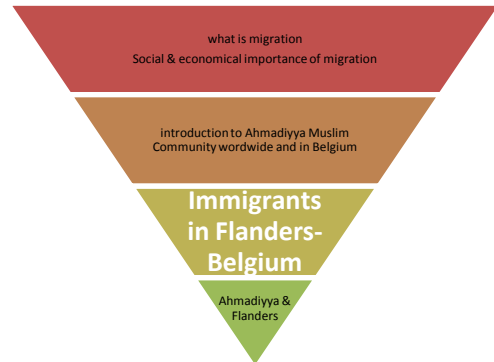 what is migration
Social & economical importance of migration
introduction to Ahmadiyya Muslim
Community wordwide and in Belgium
Immigrants
in Flanders-
Belgium
Ahmadiyya &
Flanders